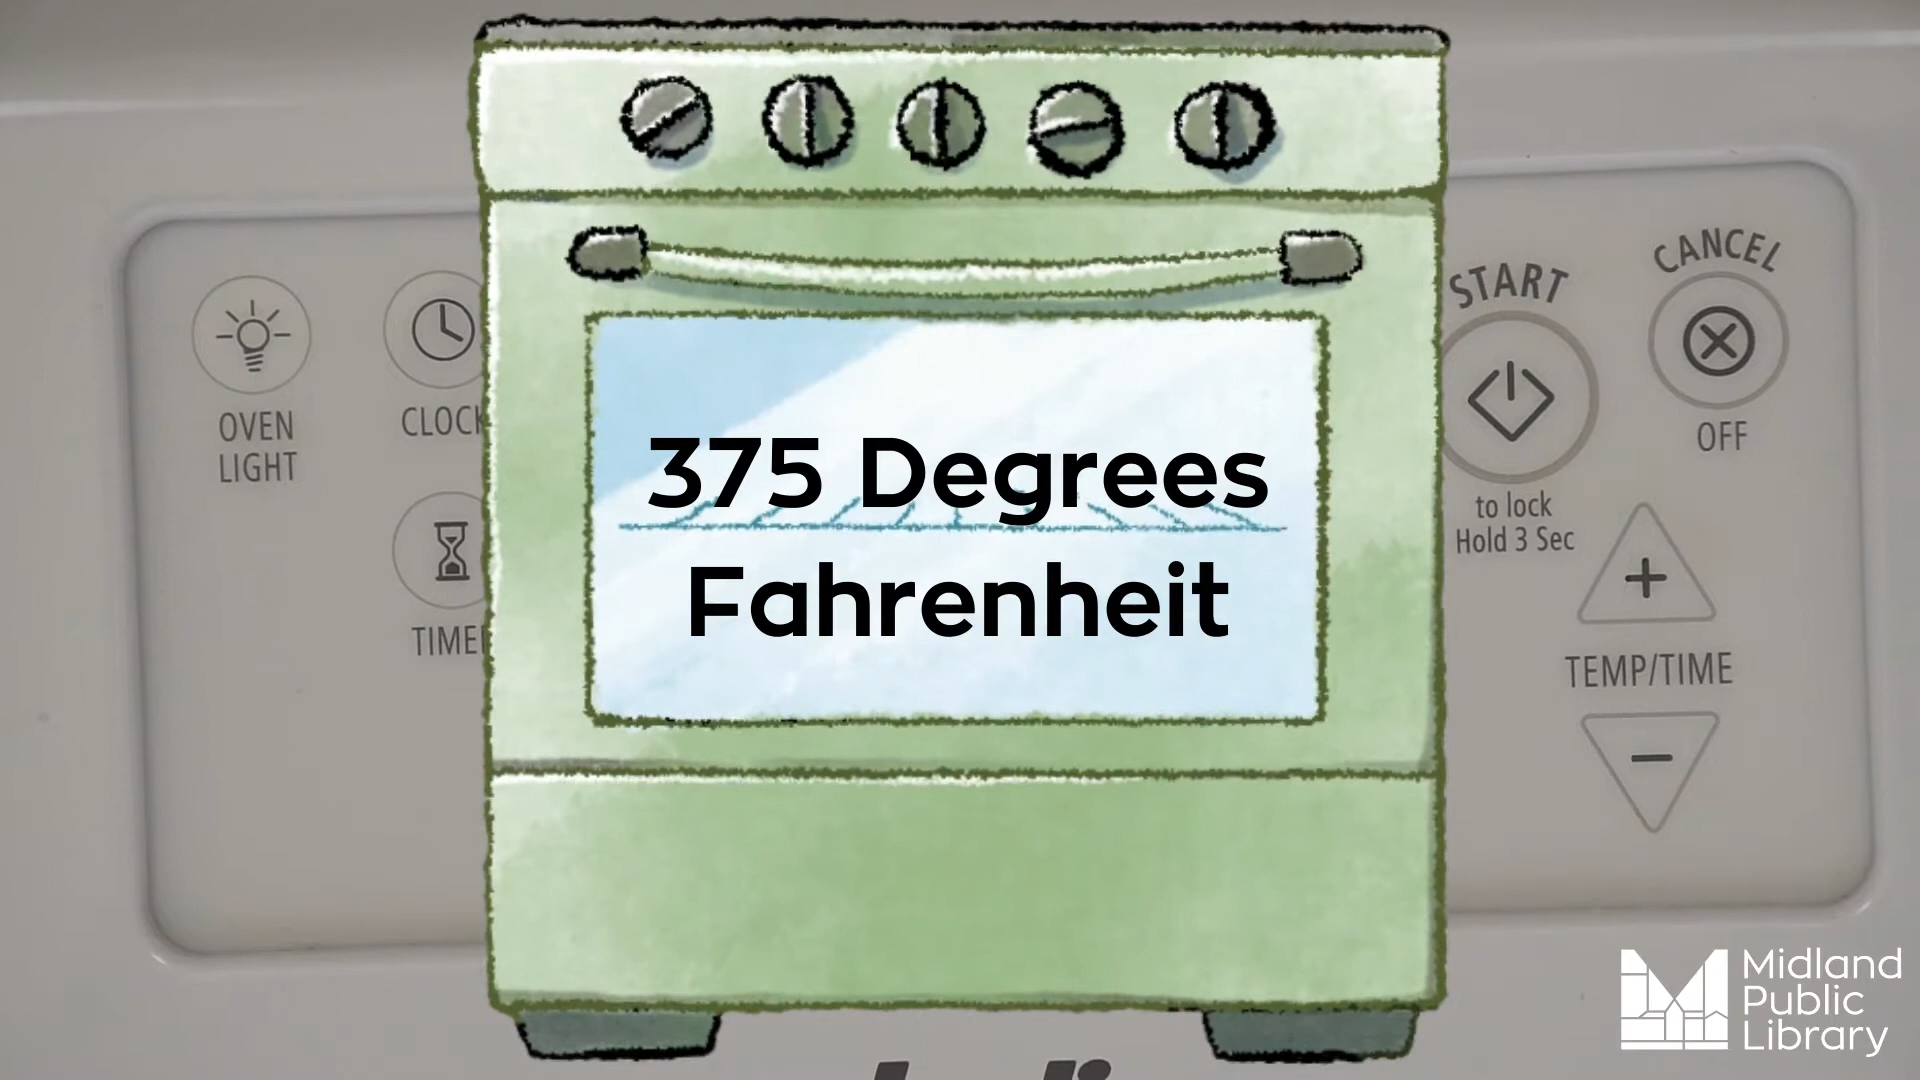 375 Degrees
Fahrenheit
OVEN
LIGHT
CLOCK
START
CANCEL
OFF
to lock
Hold 3 Sec
TEMP/TIME
Midland
Public
Library